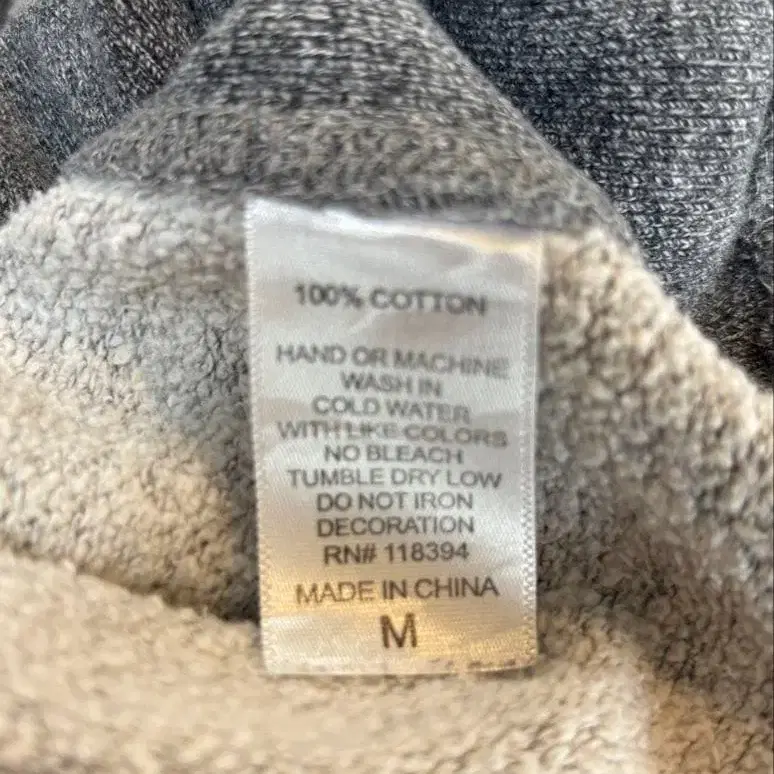 100% COTTON
HAND OR MACHINE
WASH IN
COLD WATER
WITH LIKE COLORS
NO BLEACH
TUMBLE DRY LOW
DO NOT IRON
DECORATION
RN# 118394
MADE IN CHINA
M